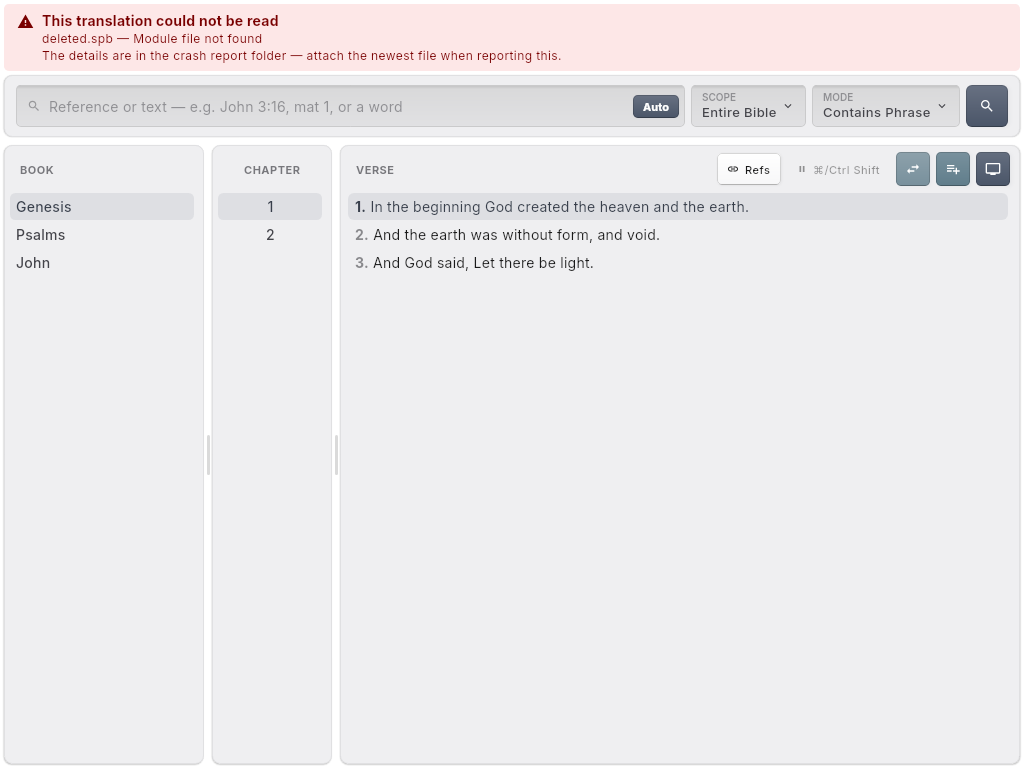 This translation could not be read
deleted.spb — Module file not found
The details are in the crash report folder — attach the newest file when reporting this.
Reference or text — e.g. John 3:16, mat 1, or a word
Auto
SCOPE
Entire Bible
MODE
Contains Phrase
BOOK
Genesis
Psalms
John
CHAPTER
1
2
VERSE
Refs
⌘/Ctrl Shift
1. In the beginning God created the heaven and the earth.
2. And the earth was without form, and void.
3. And God said, Let there be light.